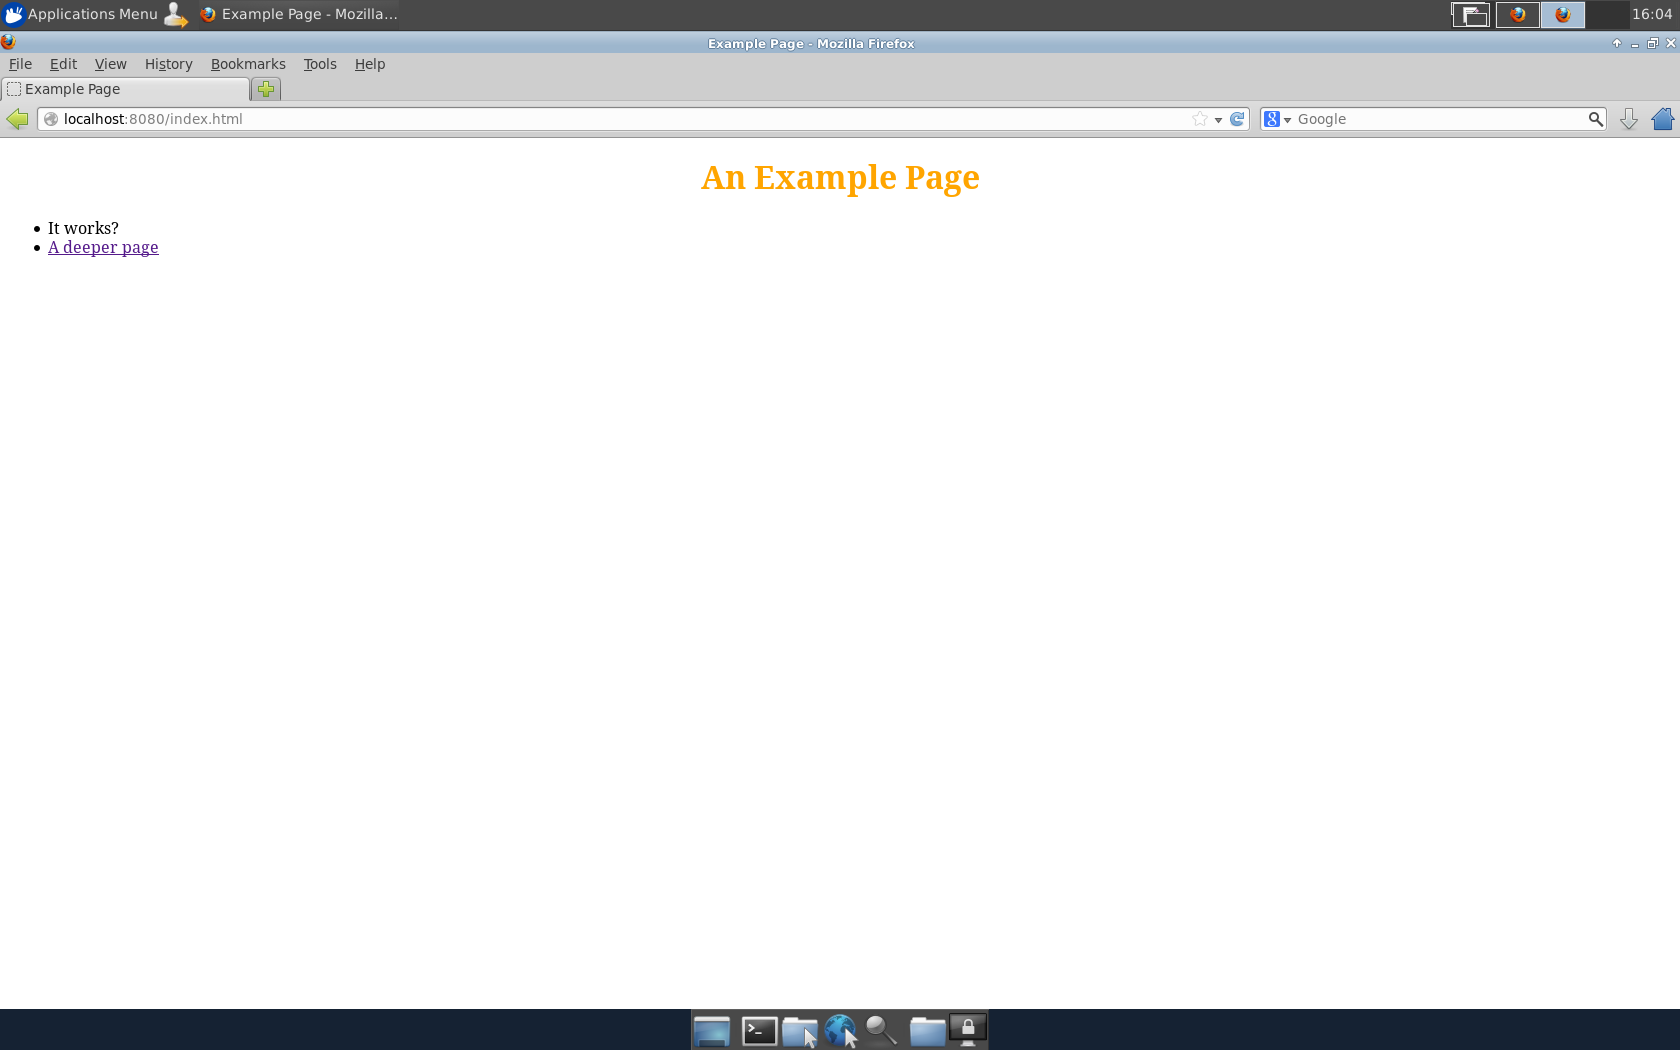 Applications Menu Example Page - Mozilla... 16:04
Example Page - Mozilla Firefox
File Edit View History Bookmarks Tools Help
Example Page
localhost:8080/index.html 8 Google
An Example Page
It works?
A deeper page